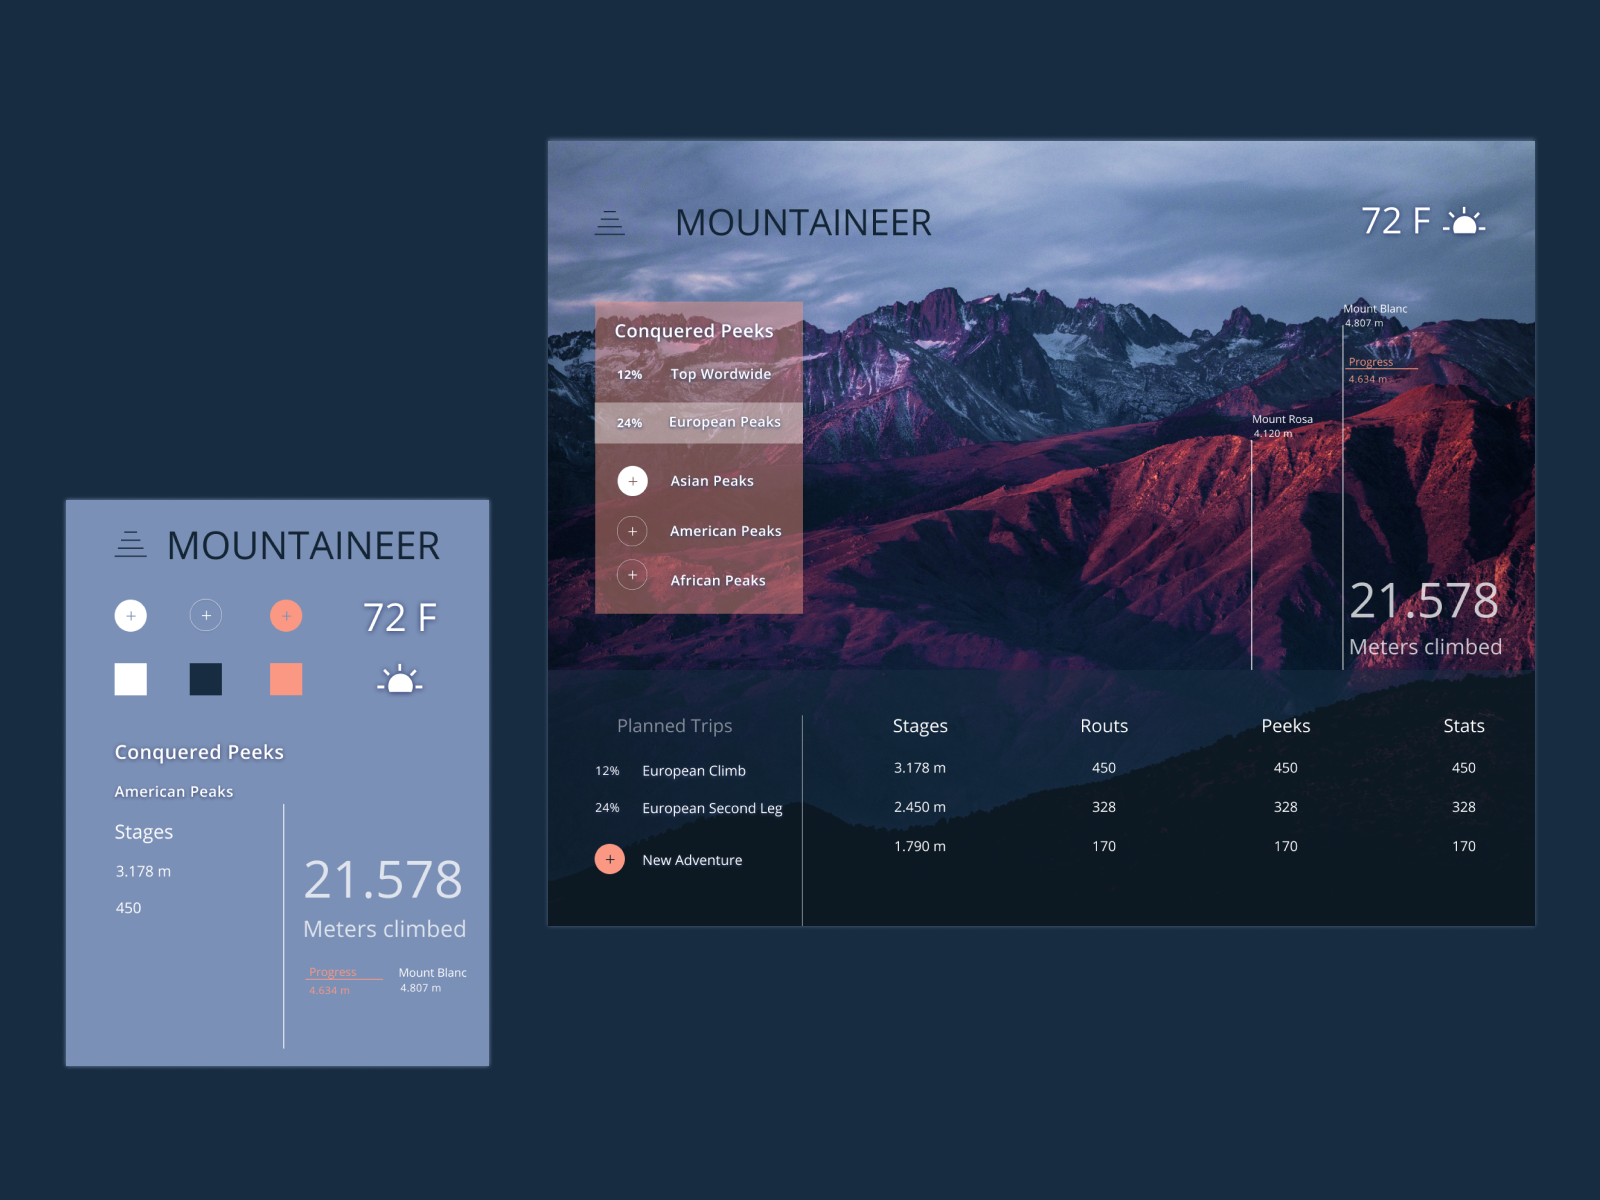 MOUNTAINEER
+ + + 72 F
Conquered Peeks
American Peaks
Stages
3.178 m
450
21.578
Meters climbed
Progress
4.634 m
Mount Blanc
4.807 m
MOUNTAINEER
72 F
Conquered Peeks
12% Top Wordwide
24% European Peaks
+ Asian Peaks
+ American Peaks
+ African Peaks
Mount Blanc
4.807 m
Progress
4.634 m
Mount Rosa
4.120 m
21.578
Meters climbed
Planned Trips
12% European Climb
24% European Second Leg
+ New Adventure
Stages Routs Peeks Stats
3.178 m 450 450 450
2.450 m 328 328 328
1.790 m 170 170 170